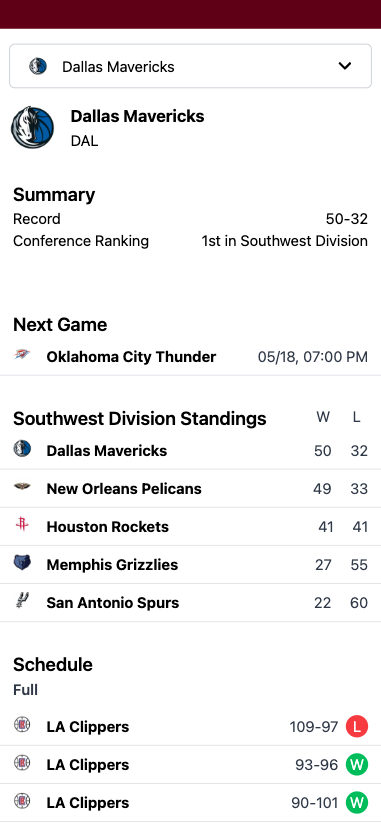 Dallas Mavericks
Dallas Mavericks
DAL
Summary
Record 50-32
Conference Ranking 1st in Southwest Division
Next Game
Oklahoma City Thunder 05/18, 07:00 PM
Southwest Division Standings W L
Dallas Mavericks 50 32
New Orleans Pelicans 49 33
Houston Rockets 41 41
Memphis Grizzlies 27 55
San Antonio Spurs 22 60
Schedule
Full
LA Clippers 109-97 L
LA Clippers 93-96 W
LA Clippers 90-101 W